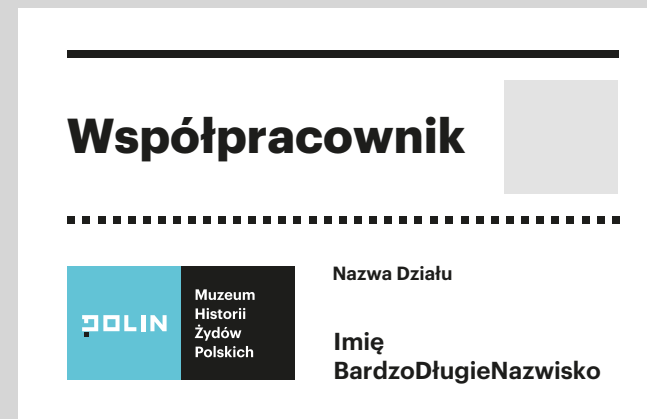 Współpracownik
POLIN
Muzeum
Historii
Żydów
Polskich
Nazwa Działu
Imię
BardzoDługieNazwisko